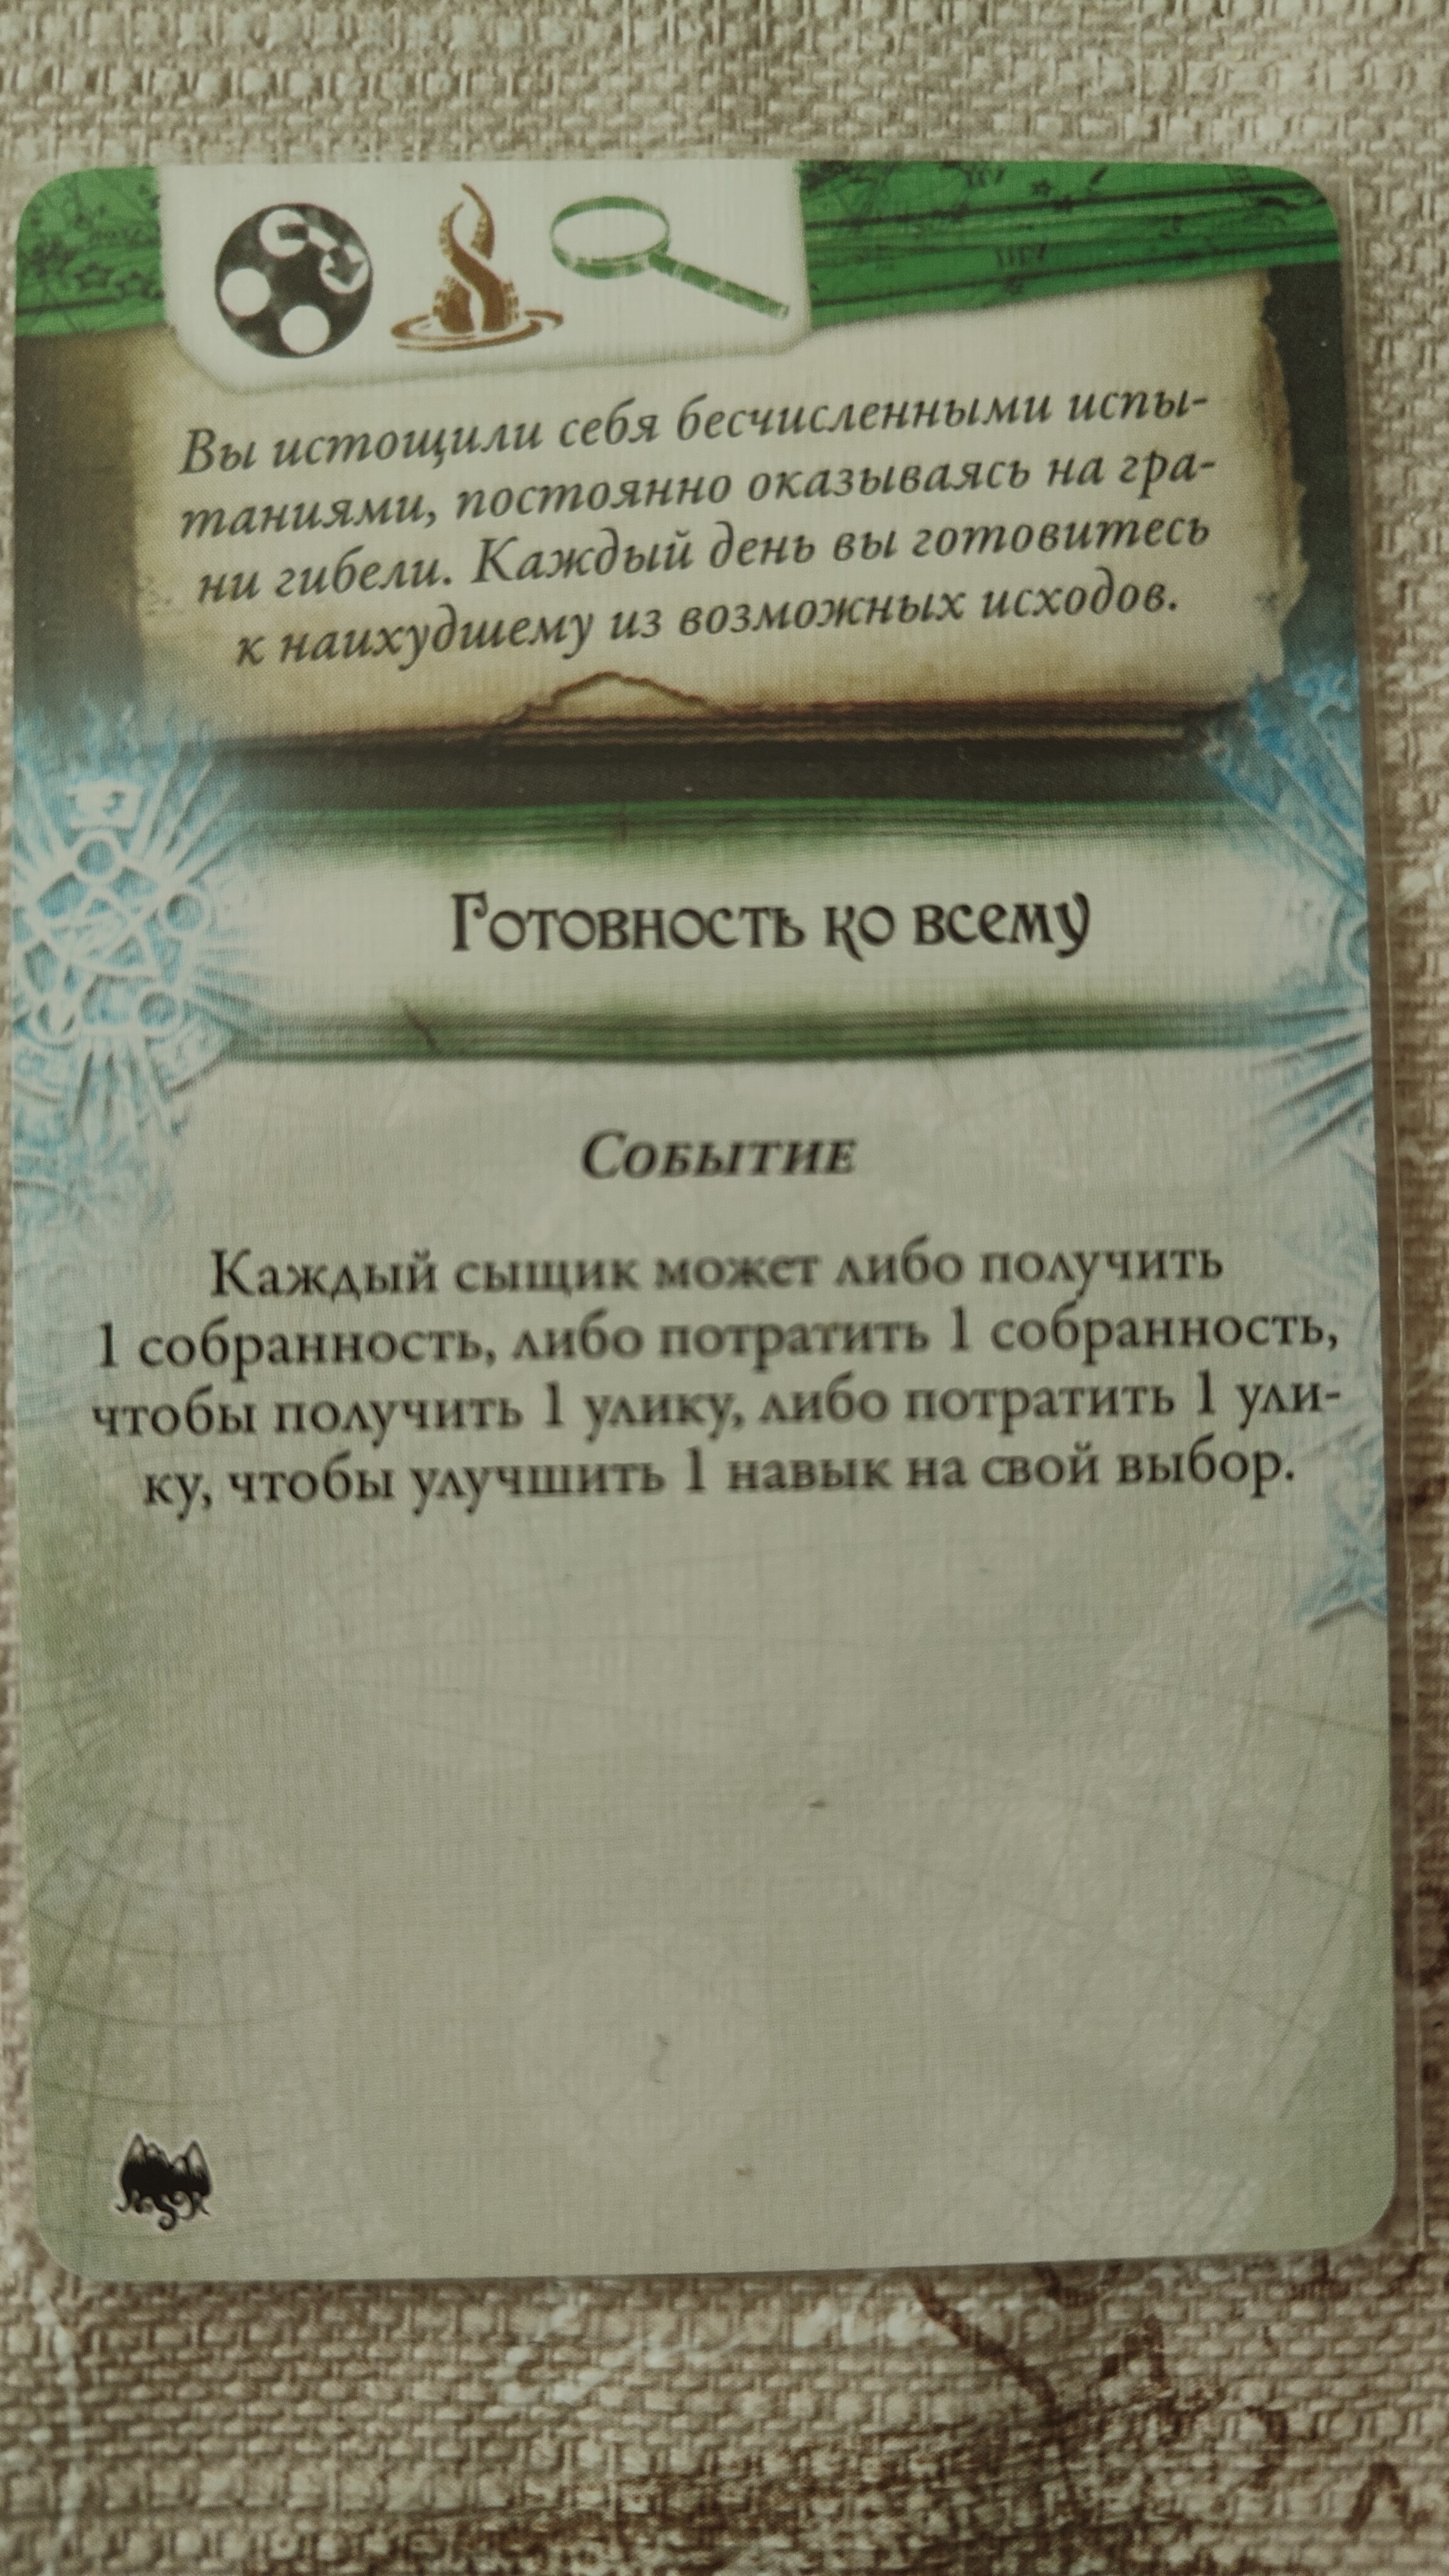 Вы истощили себя бесчисленными испы-
таниями, постоянно оказываясь на гра-
ни гибели. Каждый день вы готовитесь
к наихудшему из возможных исходов.
Готовность ко всему
Событие
Каждый сыщик может либо получить
1 собранность, либо потратить 1 собранность,
чтобы получить 1 улику, либо потратить 1 ули-
ку, чтобы улучшить 1 навык на свой выбор.